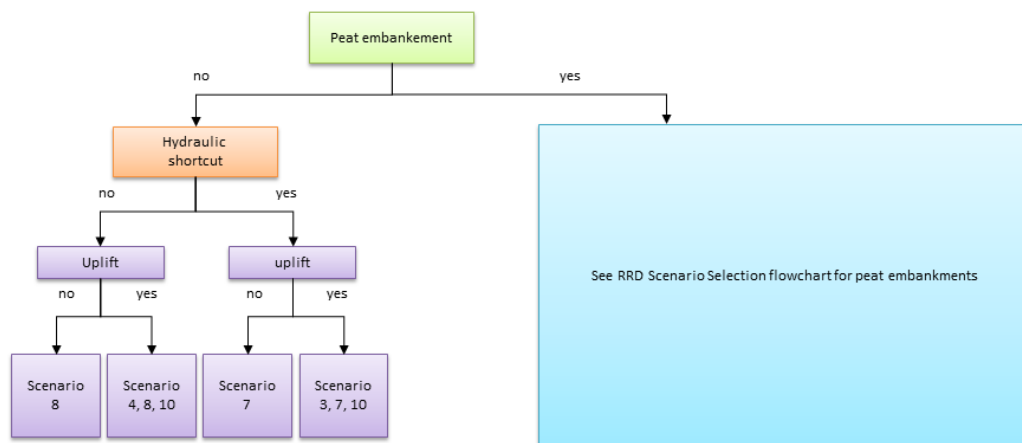 Peat embankement
no
yes
Hydraulic
shortcut
no
yes
Uplift
uplift
See RRD Scenario Selection flowchart for peat embankments
no
yes
no
yes
Scenario
8
Scenario
4, 8, 10
Scenario
7
Scenario
3, 7, 10